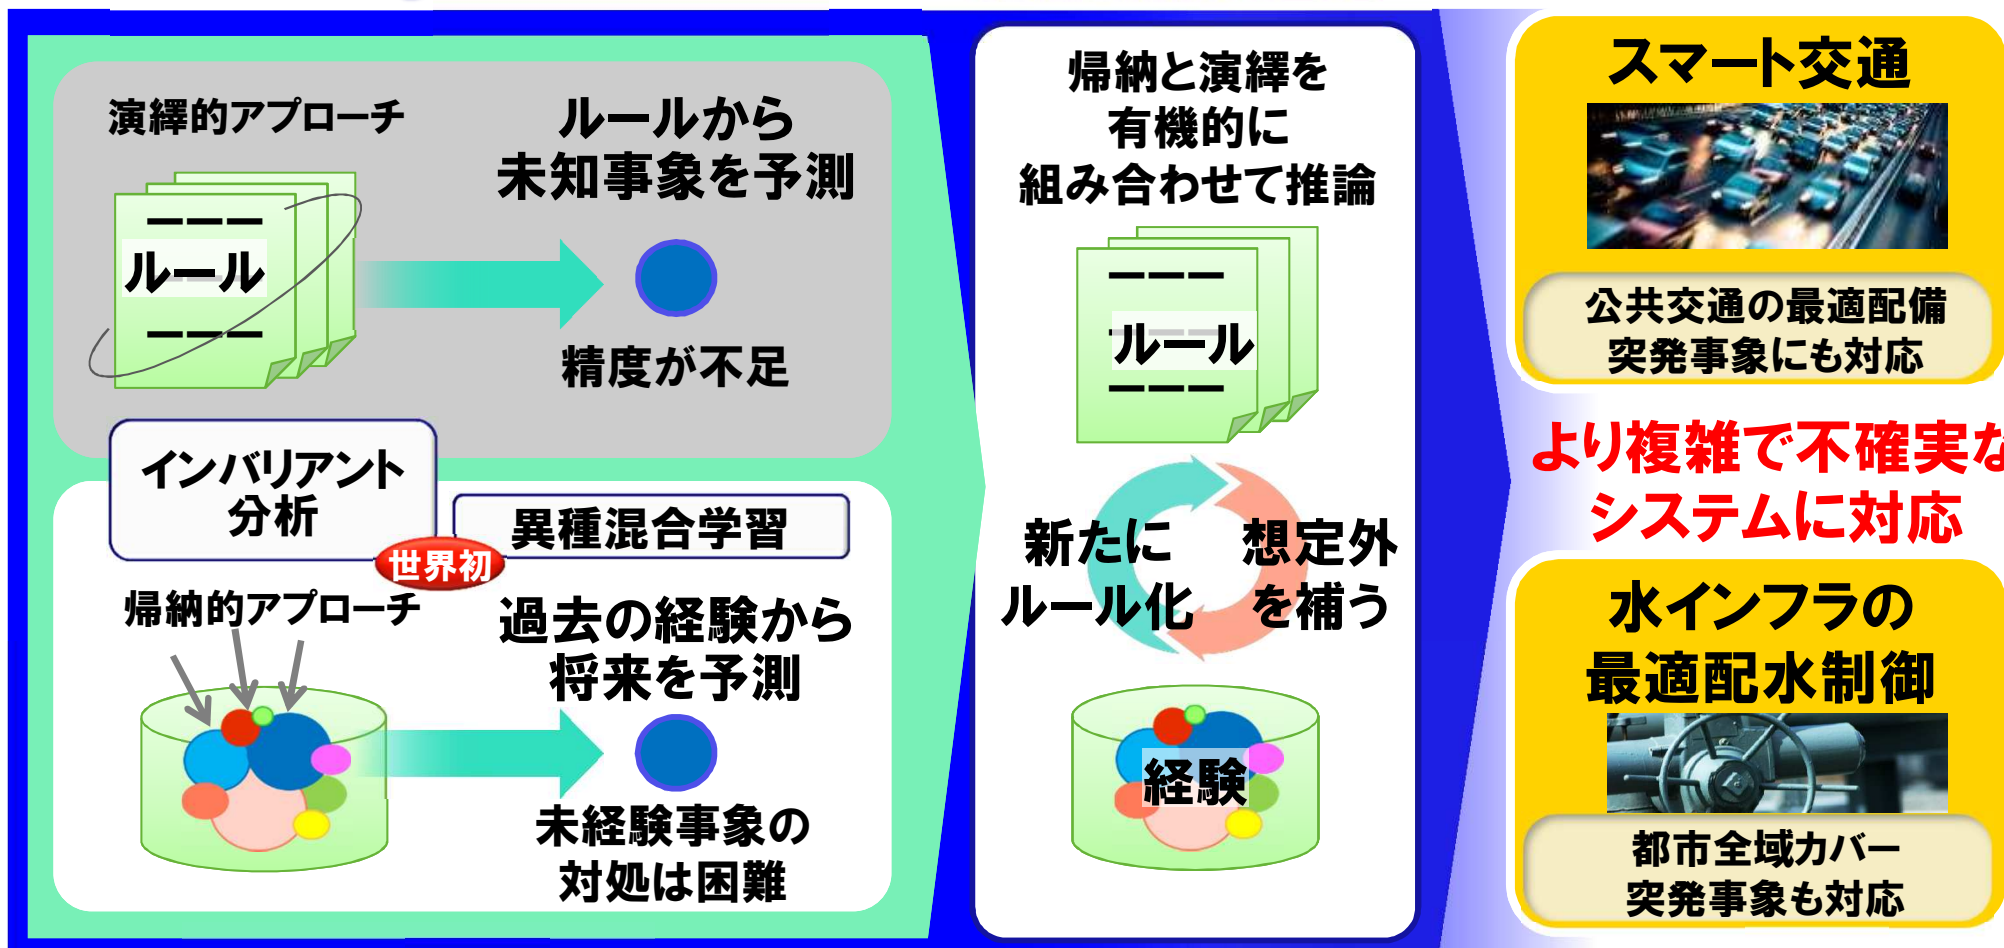 演繹的アプローチ
ルールから
未知事象を予測
ルール
精度が不足
インバリアント
分析
異種混合学習
世界初
帰納的アプローチ
過去の経験から
将来を予測
未経験事象の
対処は困難
帰納と演繹を
有機的に
組み合わせて推論
ルール
新たに
ルール化
想定外
を補う
経験
スマート交通
公共交通の最適配備
突発事象にも対応
より複雑で不確実な
システムに対応
水インフラの
最適配水制御
都市全域カバー
突発事象も対応